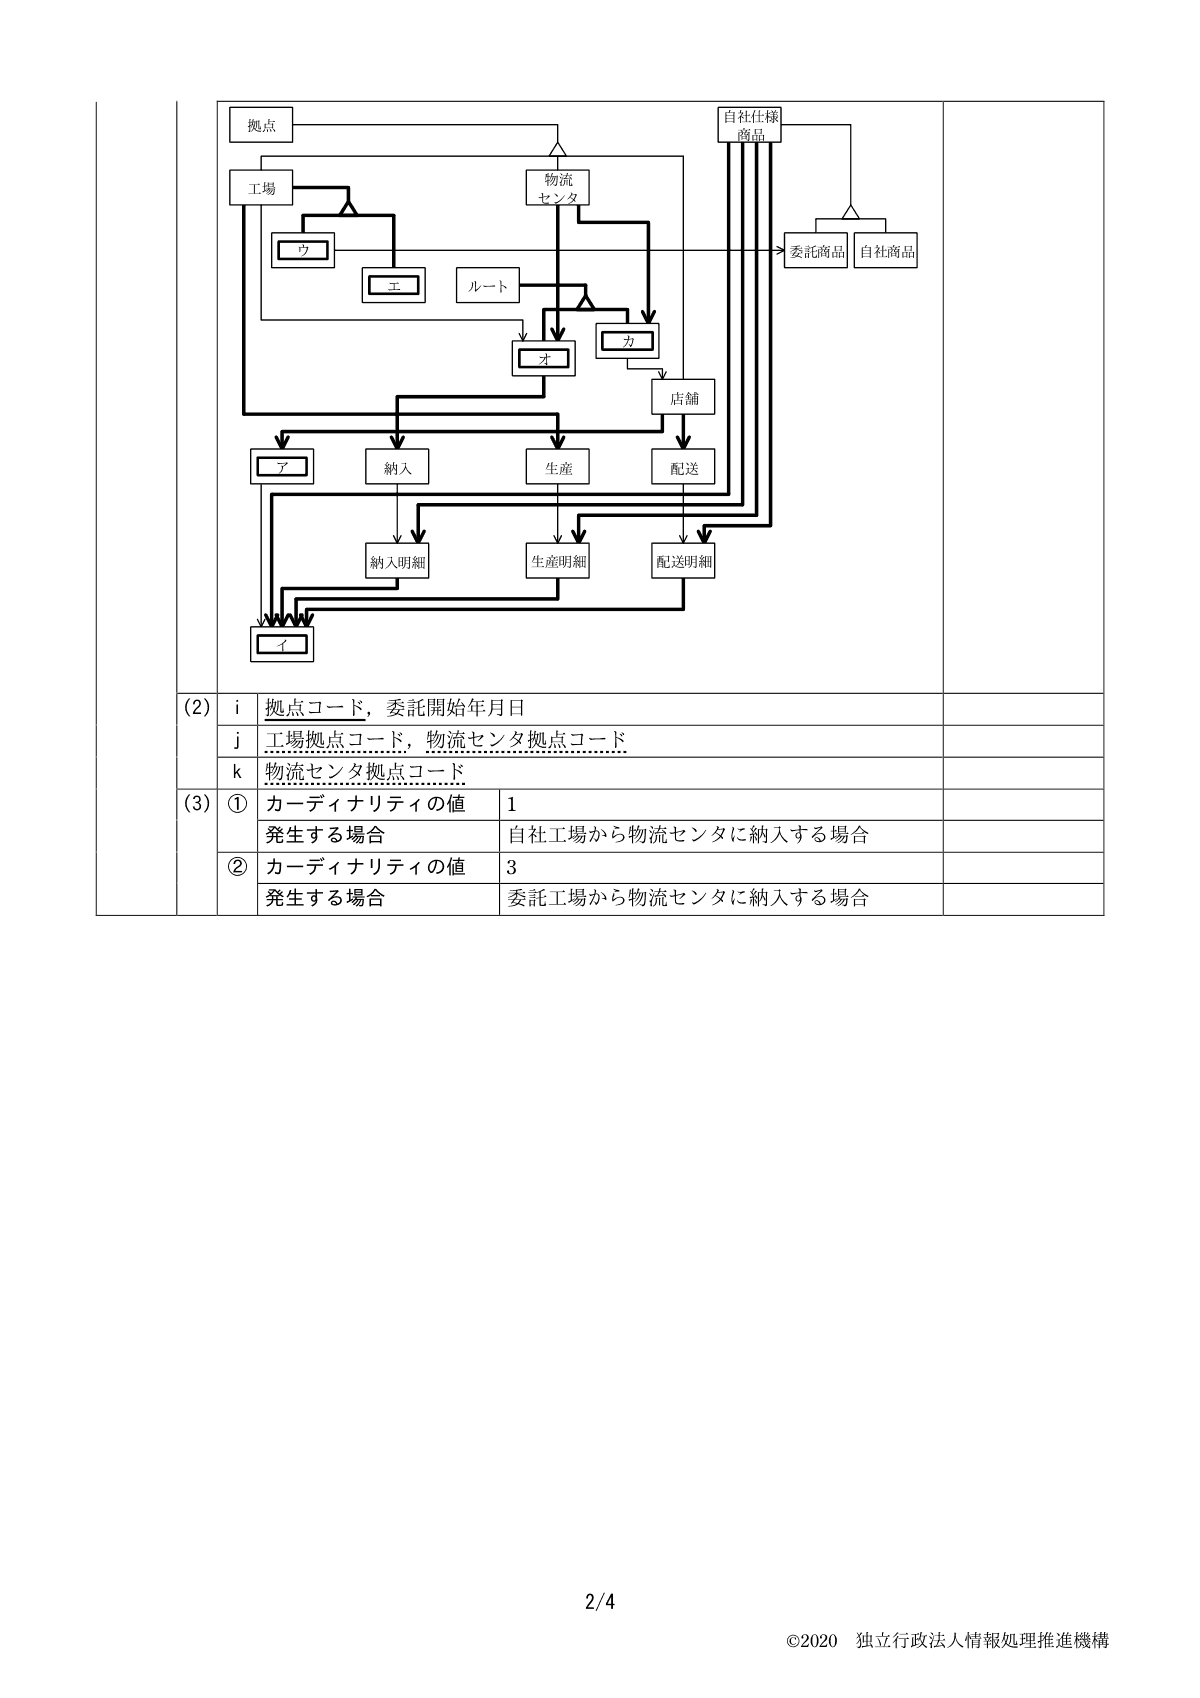 拠点
自社仕様
商品
工場
物流
センタ
ウ
委託商品
自社商品
エ
ルート
カ
オ
店舗
ア
納入
生産
配送
納入明細
生産明細
配送明細
イ
(2) i 拠点コード，委託開始年月日
j 工場拠点コード，物流センタ拠点コード
k 物流センタ拠点コード
(3) ① カーディナリティの値 1
発生する場合 自社工場から物流センタに納入する場合
② カーディナリティの値 3
発生する場合 委託工場から物流センタに納入する場合
2/4
©2020 独立行政法人情報処理推進機構